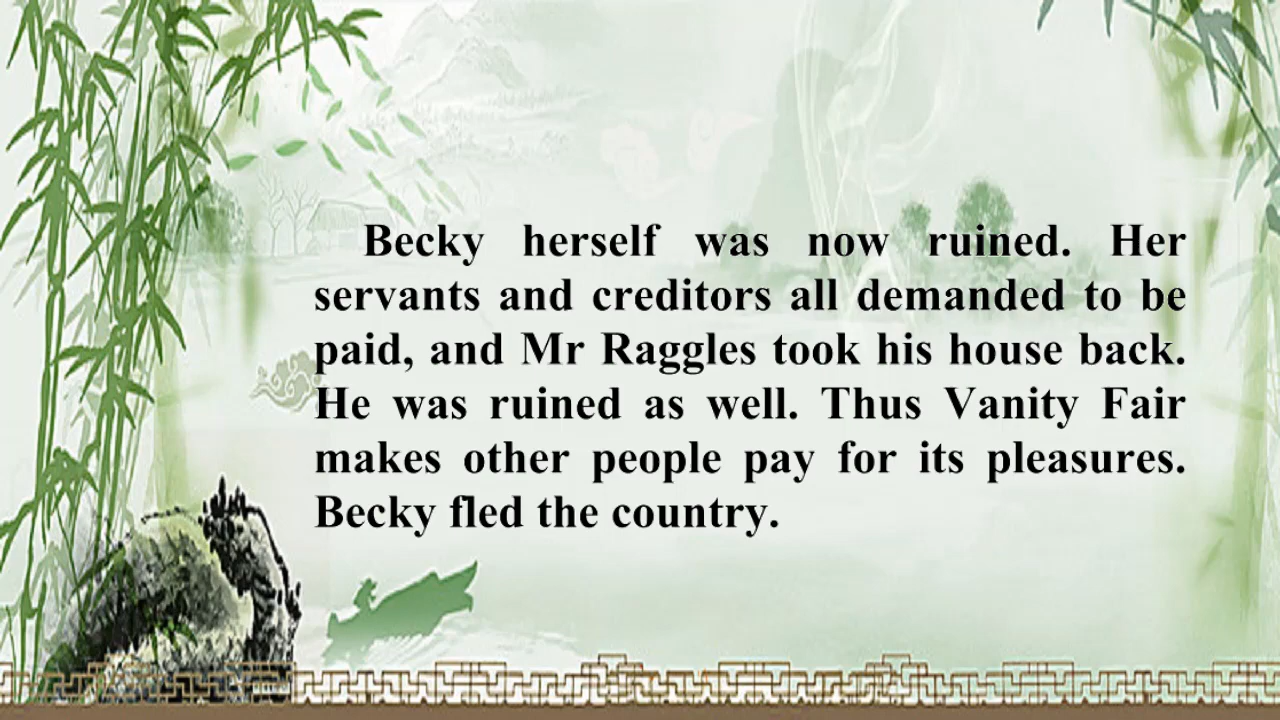 Becky herself was now ruined. Her
servants and creditors all demanded to be
paid, and Mr Raggles took his house back.
He was ruined as well. Thus Vanity Fair
makes other people pay for its pleasures.
Becky fled the country.